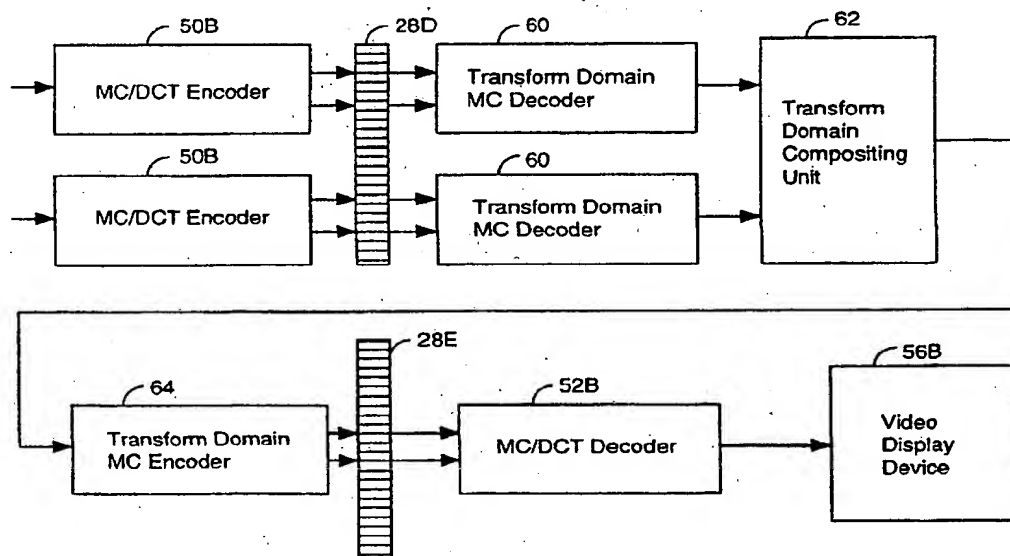 50B
28D
60
62
MC/DCT Encoder
Transform Domain
MC Decoder
Transform
Domain
Compositing
Unit
50B
60
MC/DCT Encoder
Transform Domain
MC Decoder
28E
56B
64
52B
Transform Domain
MC Encoder
MC/DCT Decoder
Video
Display
Device